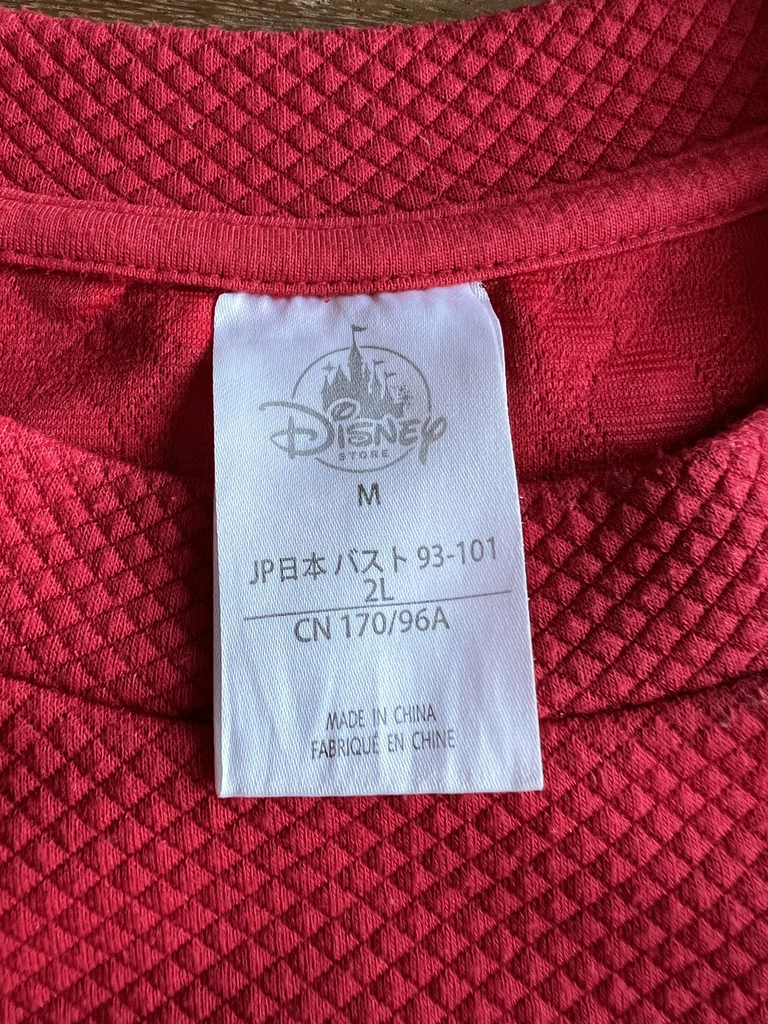 Disney
STORE
M
JP日本 バスト 93-101
2L
CN 170/96A
MADE IN CHINA
FABRIQUÉ EN CHINE